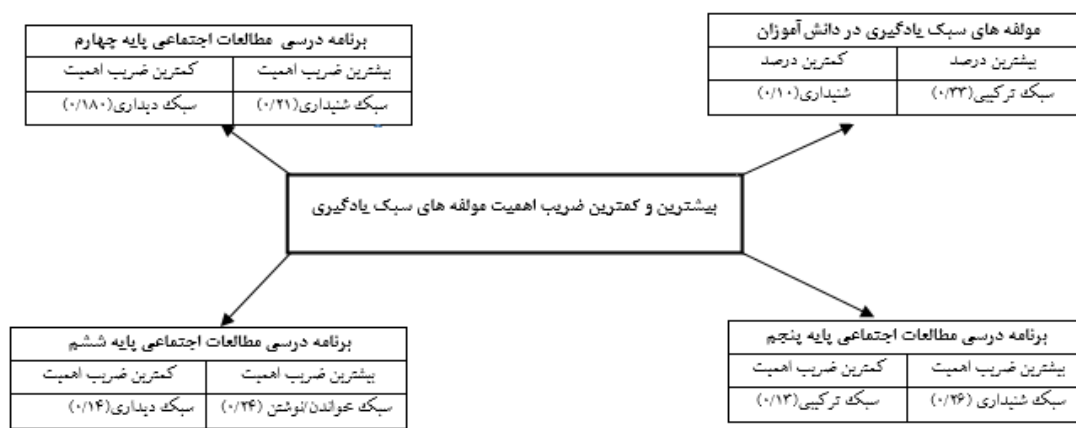 مولفه های سبک یادگیری در دانش آموزان
بیشترین درصد کمترین درصد
سبک ترکیبی(۰/۳۳) شنیداری(۰/۱۰)
برنامه درسی مطالعات اجتماعی پایه چهارم
بیشترین ضریب اهمیت کمترین ضریب اهمیت
سبک شنیداری(۰/۲۱) سبک دیداری(۰/۱۸۰)
بیشترین و کمترین ضریب اهمیت مولفه های سبک یادگیری
برنامه درسی مطالعات اجتماعی پایه پنجم
بیشترین ضریب اهمیت کمترین ضریب اهمیت
سبک شنیداری (۰/۲۶) سبک ترکیبی(۰/۱۳)
برنامه درسی مطالعات اجتماعی پایه ششم
بیشترین ضریب اهمیت کمترین ضریب اهمیت
سبک خواندن/نوشتن (۰/۲۴) سبک دیداری(۰/۱۴)